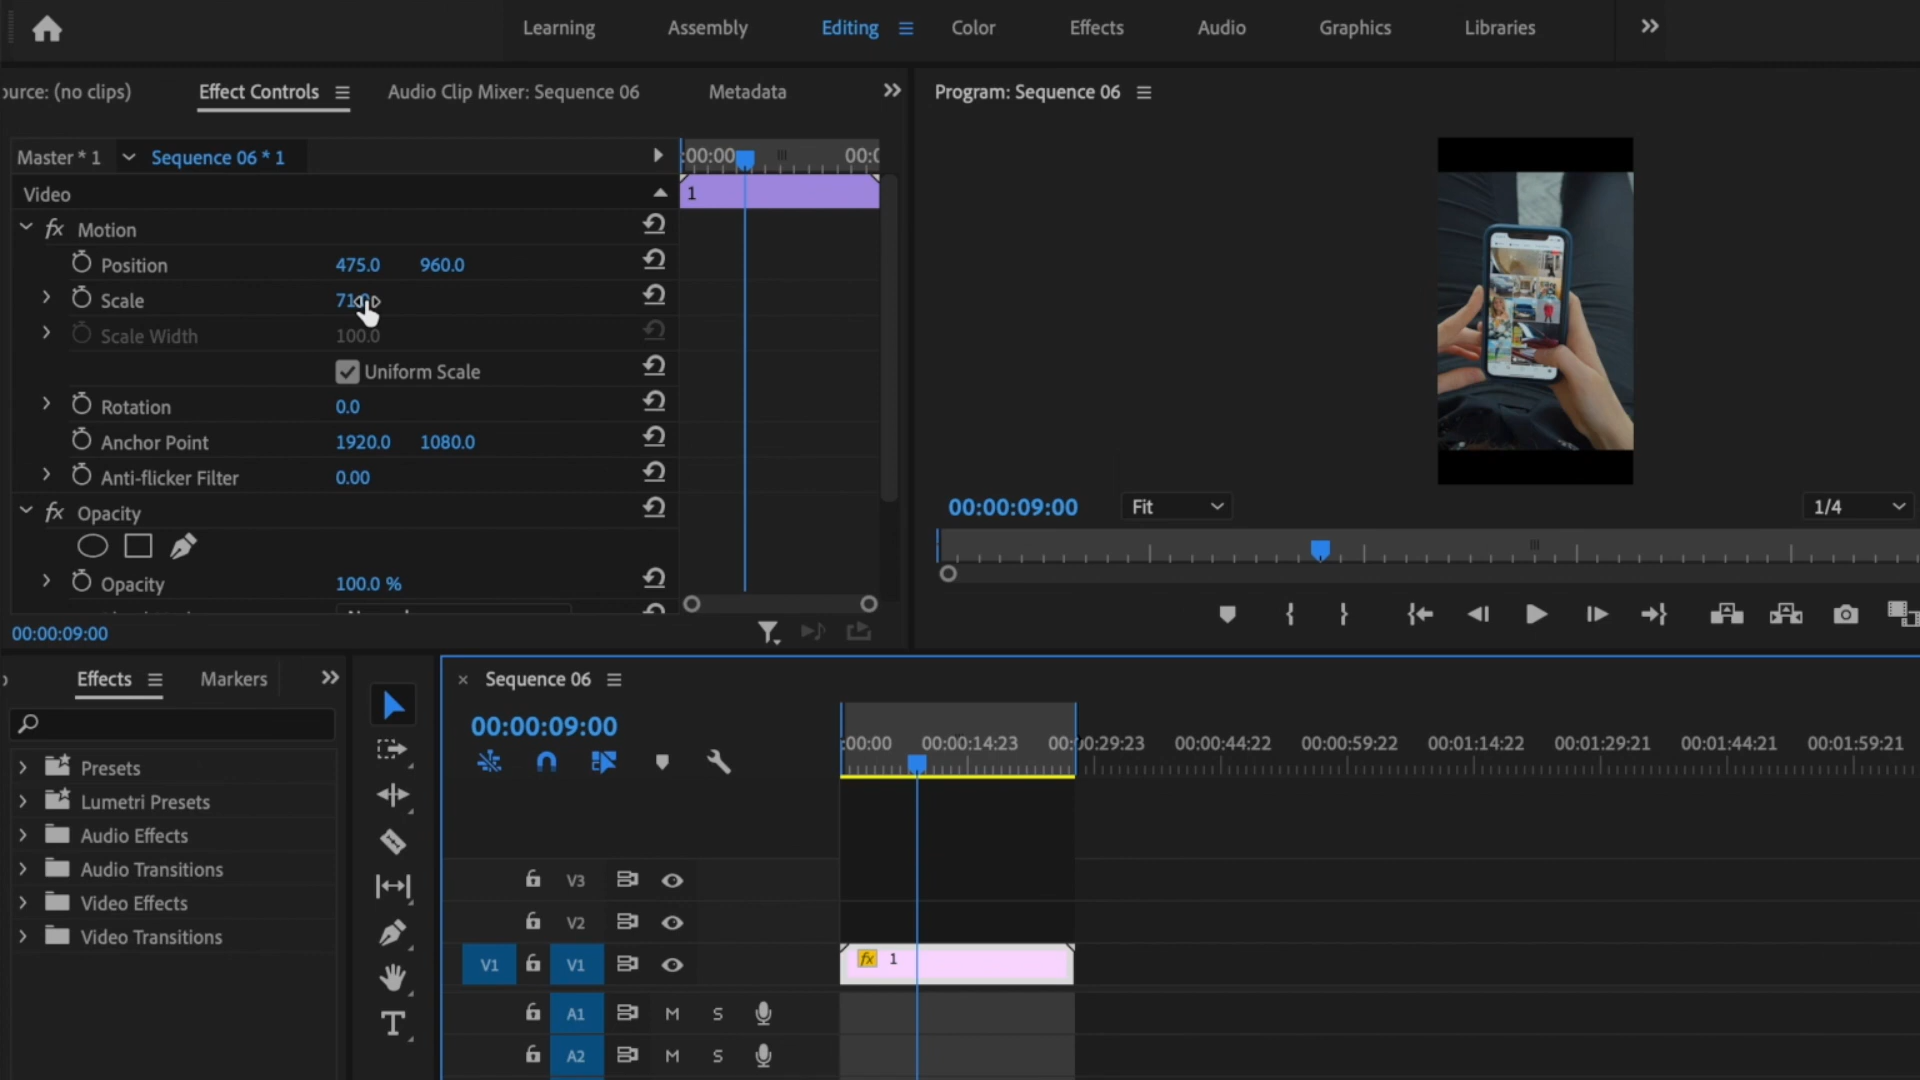 Learning Assembly Editing Color Effects Audio Graphics Libraries
ource: (no clips) Effect Controls Audio Clip Mixer: Sequence 06 Metadata
Program: Sequence 06
Master * 1 Sequence 06 * 1
:00:00 00:0
Video
1
Motion
Position 475.0 960.0
Scale
Scale Width 100.0
Uniform Scale
Rotation 0.0
Anchor Point 1920.0 1080.0
Anti-flicker Filter 0.00
Opacity
Opacity 100.0 %
00:00:09:00
00:00:09:00 Fit 1/4
Effects Markers
Presets
Lumetri Presets
Audio Effects
Audio Transitions
Video Effects
Video Transitions
Sequence 06
00:00:09:00
:00:00 00:00:14:23 00:00:29:23 00:00:44:22 00:00:59:22 00:01:14:22 00:01:29:21 00:01:44:21 00:01:59:21
V3
V2
V1 V1 fx 1
A1 M S
A2 M S